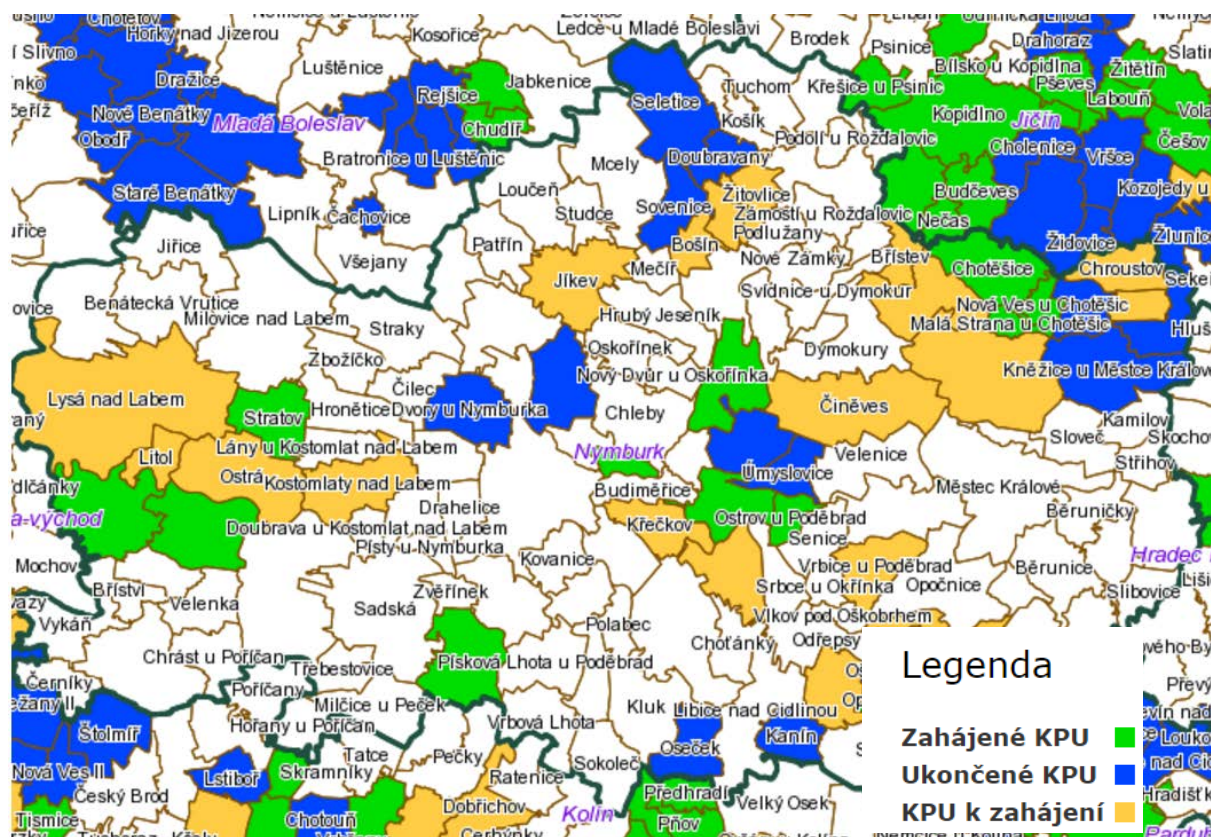 Horky nad Jizerou
Kosořice
Ledce u Mladé Boleslavi
Brodek
Psinice
Drahoraz
Luštěnice
Dražice
Rejšice
Jabkenice
Seletice
Tuchom
Křešice u Psinic
Bílsko u Kopidlna
Pševes
Žitětín
Labouň
Nové Benátky
Mladá Boleslav
Chudíř
Košík
Kopidlno
Jičín
Obodř
Bratronice u Luštěnic
Mcely
Doubravany
Podolí u Rožďalovic
Cholenice
Vršce
Češov
Staré Benátky
Lipník
Čachovice
Loučeň
Studce
Sovenice
Žitovlice
Zámostí u Rožďalovic
Budčeves
Kozojedy u
Nečas
Jiřice
Všejany
Patřín
Bošín
Podlužany
Nové Zámky
Břístev
Židovice
Žlunice
Jíkev
Mečíř
Chotěšice
Chroustov
Benátecká Vrutice
Milovice nad Labem
Svídnice u Dymokur
Nová Ves u Chotěšic
Malá Strana u Chotěšic
Straky
Hrubý Jeseník
Zbožíčko
Oskořínek
Dymokury
Lysá nad Labem
Čilec
Nový Dvůr u Oskořínka
Kněžice u Městce Králové
Stratov
Hronětice
Dvory u Nymburka
Chleby
Činěves
Kamilov
Litol
Lány u Kostomlat nad Labem
Nymburk
Úmyslovice
Velenice
Sloveč
Střihov
Ostrá
Kostomlaty nad Labem
Budiměřice
Městec Králové
Drahelice
Běruničky
Doubrava u Kostomlat nad Labem
Křečkov
Ostrov u Poděbrad
Senice
Písty u Nymburka
Kovanice
Vrbice u Poděbrad
Běrunice
Hradec
Mochov
Bříství
Velenka
Zvěřínek
Srbce u Okřínka
Opočnice
Slibovice
Sadská
Vykáň
Polabec
Vlkov pod Oškobrhem
Choťánky
Odřepsy
Chrást u Poříčan
Třebestovice
Písková Lhota u Poděbrad
Legenda
Černíky
Poříčany
Milčice u Peček
Kluk
Libice nad Cidlinou
Štolmíř
Hořany u Poříčan
Vrbová Lhota
Zahájené KPU
Oseček
Kanín
Tatce
Pečky
Nová Ves II
Lstiboř
Skramníky
Ratenice
Sokoleč
Ukončené KPU
Český Brod
Předhradí
Tismice
Chotouň
Dobřichov
Kolín
Velký Osek
KPU k zahájení
Pňov